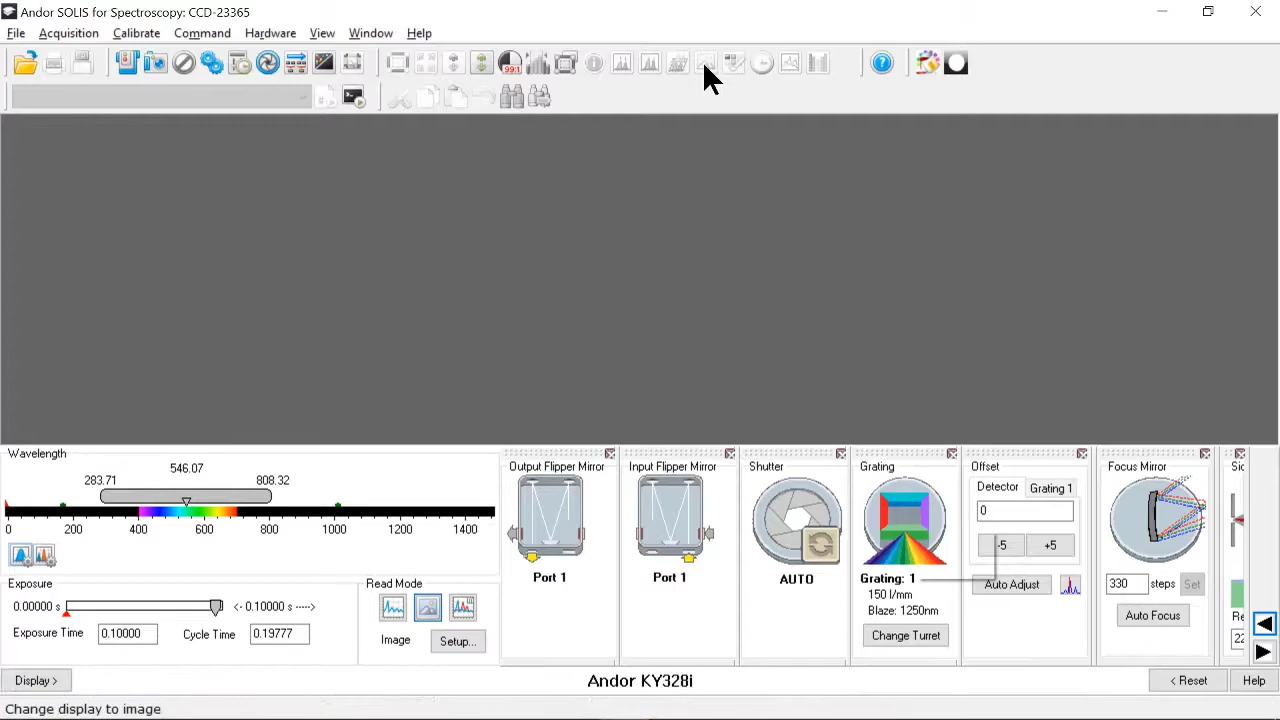 Andor SOLIS for Spectroscopy: CCD-23365
File Acquisition Calibrate Command Hardware View Window Help
99:1
Wavelength
546.07
283.71 808.32
0 200 400 600 800 1000 1200 1400
Exposure
0.00000 s <- 0.10000 s ---->
Exposure Time 0.10000 Cycle Time 0.19777
Read Mode
Image Setup...
Output Flipper Mirror
Port 1
Input Flipper Mirror
Port 1
Shutter
AUTO
Grating
Grating: 1
150 l/mm
Blaze: 1250nm
Change Turret
Offset
Detector Grating 1
0
-5 +5
Auto Adjust
Focus Mirror
330 steps Set
Auto Focus
Display > Andor KY328i < Reset Help
Change display to image